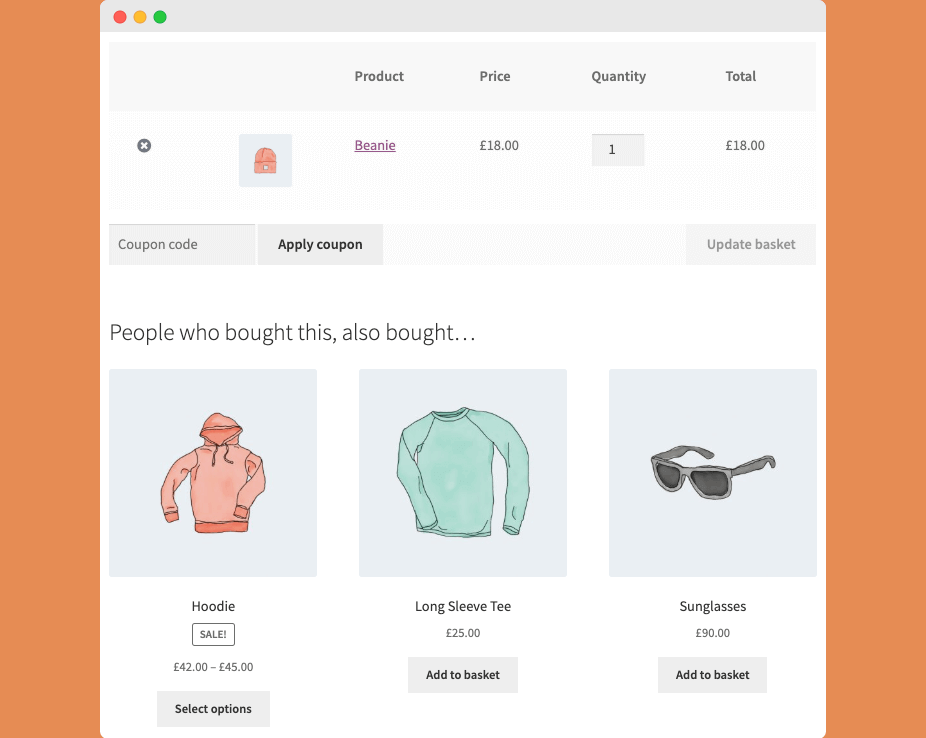 Product Price Quantity Total
Beanie £18.00 1 £18.00
Coupon code Apply coupon Update basket
People who bought this, also bought…
Hoodie Long Sleeve Tee Sunglasses
SALE! £25.00 £90.00
£42.00 – £45.00 Add to basket Add to basket
Select options